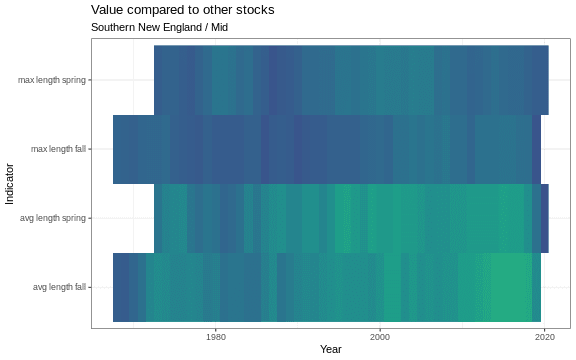 Value compared to other stocks
Southern New England / Mid
max length spring
max length fall
avg length spring
avg length fall
Indicator
1980
2000
2020
Year